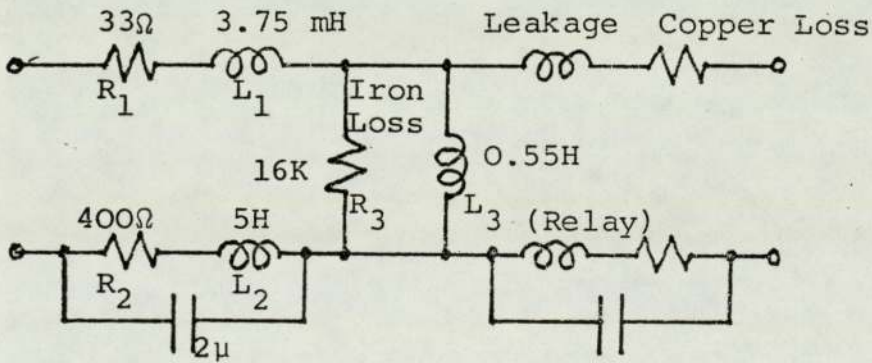 33Ω 3.75 mH Leakage Copper Loss
R1 L1 Iron
Loss
16K 0.55H
R3 L3 (Relay)
400Ω 5H
R2 L2
2μ